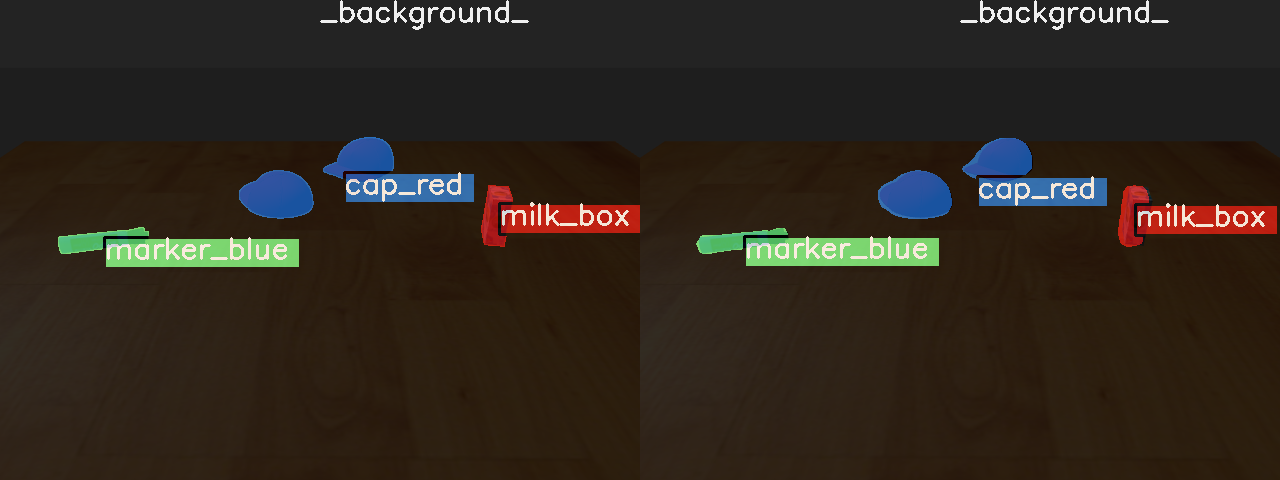 _background_
_background_
cap_red
cap_red
milk_box
milk_box
marker_blue
marker_blue